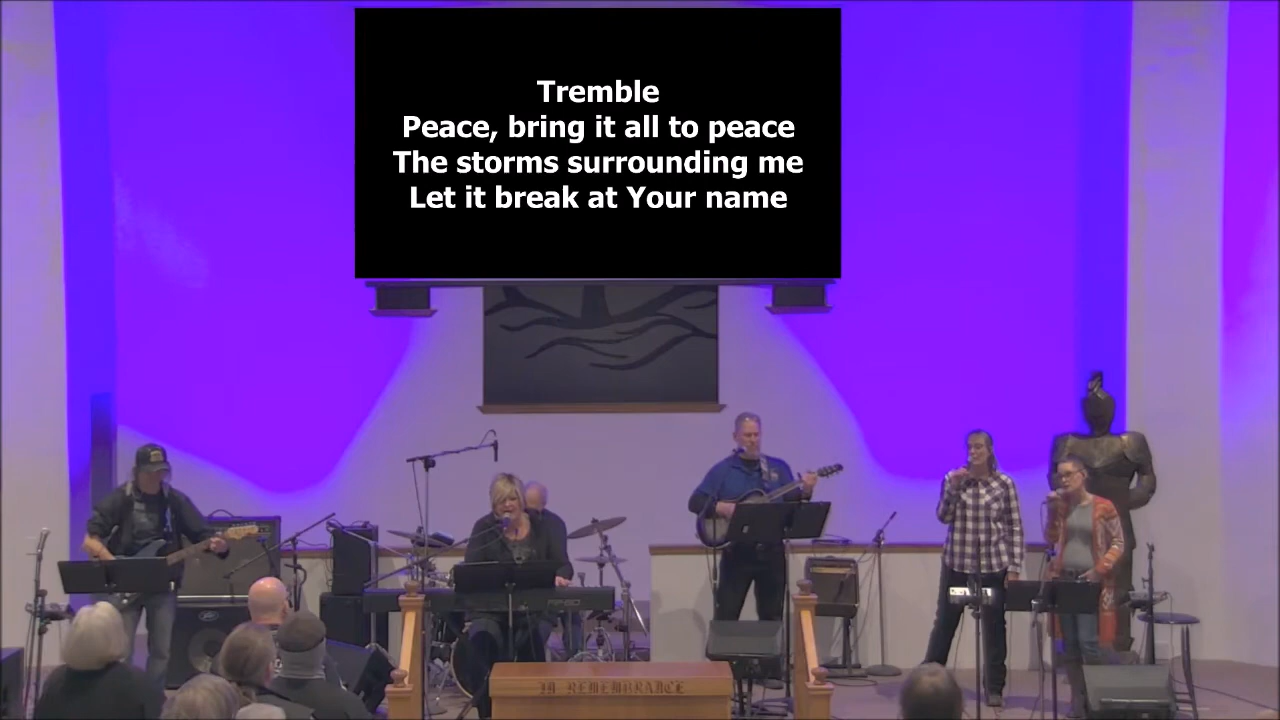 Tremble
Peace, bring it all to peace
The storms surrounding me
Let it break at Your name
IN REMEMBRANCE